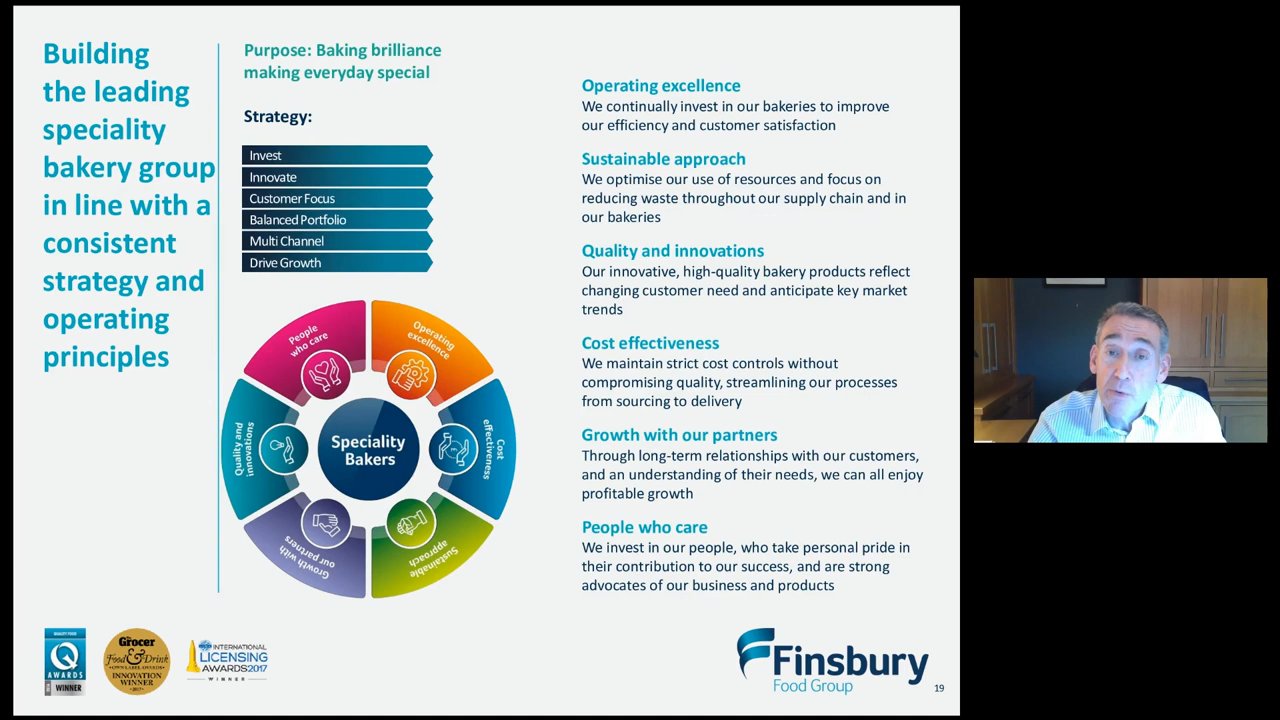 Building
the leading
speciality
bakery group
in line with a
consistent
strategy and
operating
principles
Purpose: Baking brilliance
making everyday special
Strategy:
Invest
Innovate
Customer Focus
Balanced Portfolio
Multi Channel
Drive Growth
People
who care
Operating
excellence
Quality and
innovations
Speciality
Bakers
Cost
effectiveness
Growth with
our partners
Sustainable
approach
Operating excellence
We continually invest in our bakeries to improve
our efficiency and customer satisfaction
Sustainable approach
We optimise our use of resources and focus on
reducing waste throughout our supply chain and in
our bakeries
Quality and innovations
Our innovative, high-quality bakery products reflect
changing customer need and anticipate key market
trends
Cost effectiveness
We maintain strict cost controls without
compromising quality, streamlining our processes
from sourcing to delivery
Growth with our partners
Through long-term relationships with our customers,
and an understanding of their needs, we can all enjoy
profitable growth
People who care
We invest in our people, who take personal pride in
their contribution to our success, and are strong
advocates of our business and products
QUALITY FOOD
Q
AWARDS
WINNER
The Grocer
Food & Drink
OWN LABEL AWARDS
INNOVATION
WINNER
2017
INTERNATIONAL
LICENSING
AWARDS2017
WINNER
Finsbury
Food Group
19